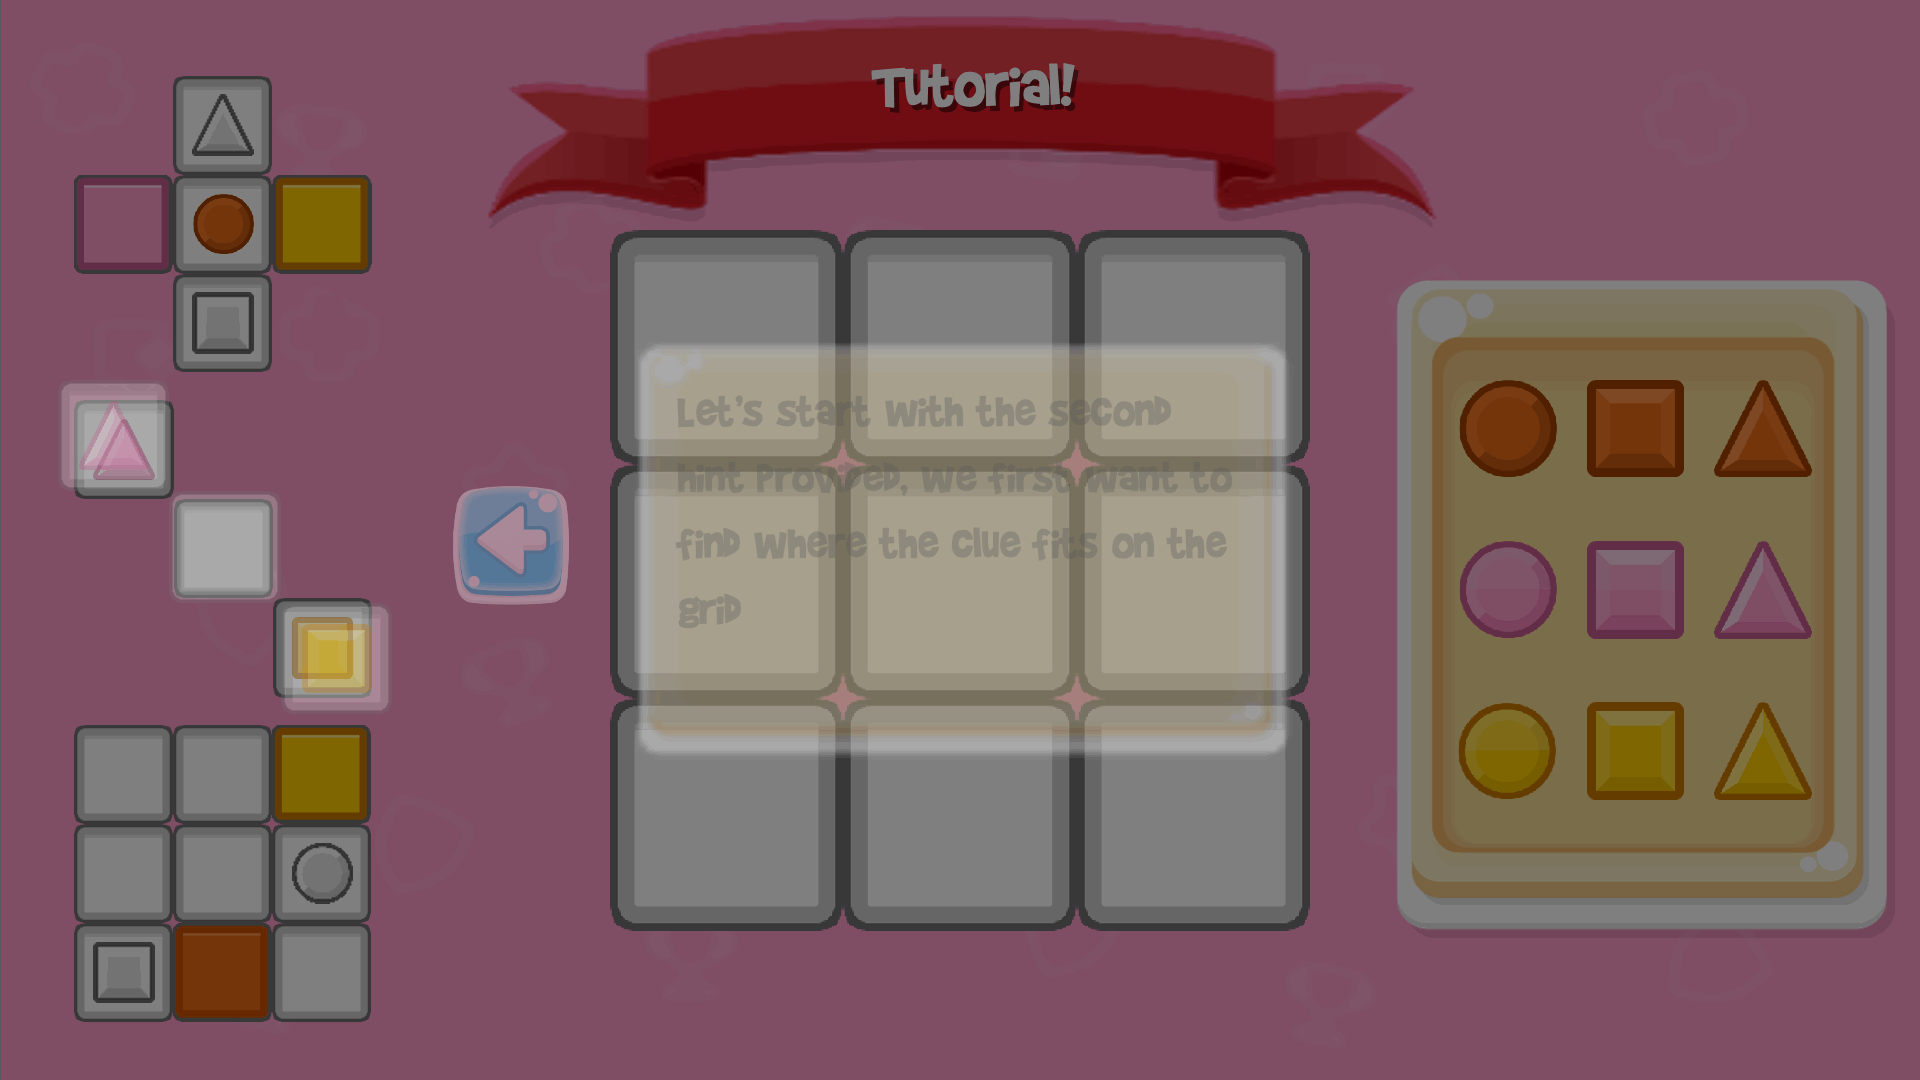 Tutorial!
Let's start with the second
hint provided, we first want to
find where the clue fits on the
grid